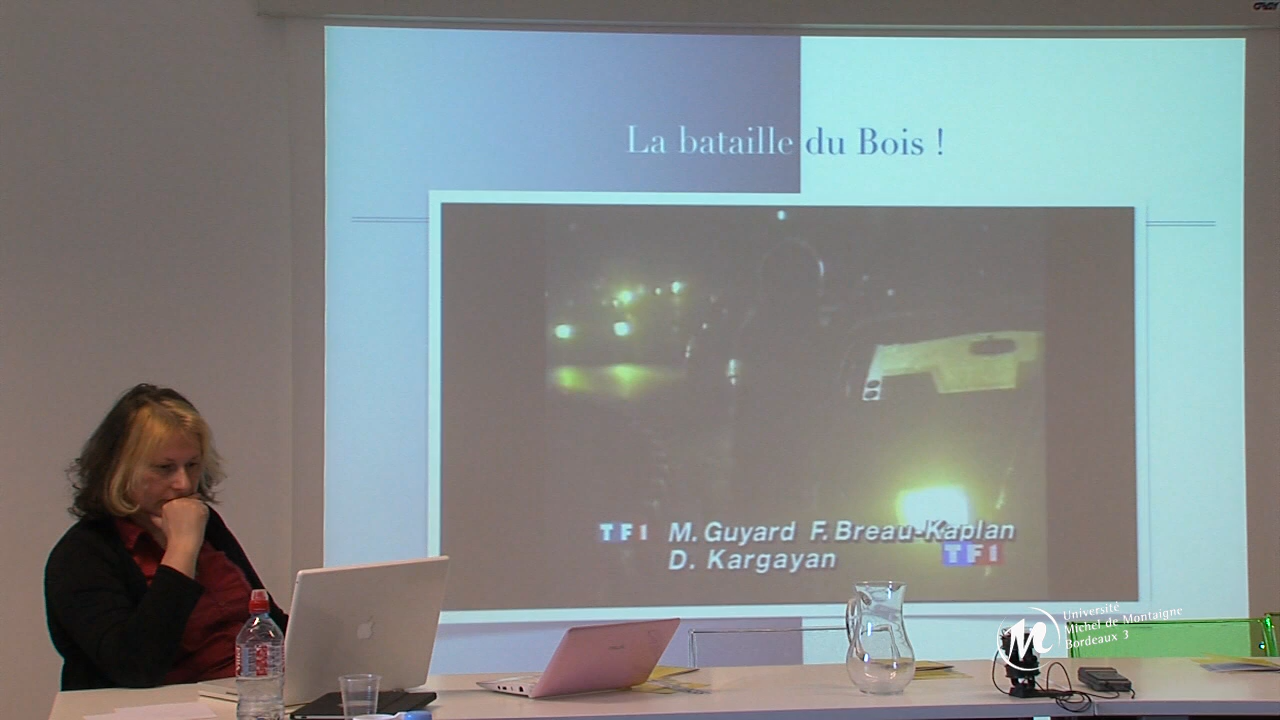 La bataille du Bois !
TF1 M. Guyard F. Breau-Kaplan
D. Kargayan
TF1
Université
Michel de Montaigne
Bordeaux 3